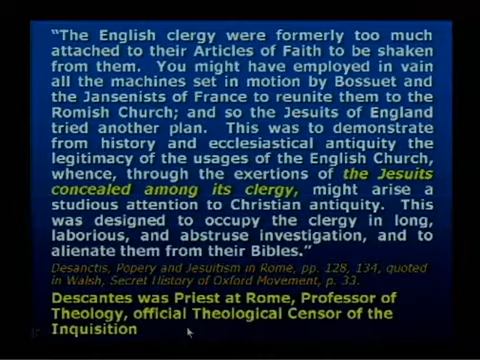 “The English clergy were formerly too much
attached to their Articles of Faith to be shaken
from them. You might have employed in vain
all the machines set in motion by Bossuet and
the Jansenists of France to reunite them to the
Romish Church; and so the Jesuits of England
tried another plan. This was to demonstrate
from history and ecclesiastical antiquity the
legitimacy of the usages of the English Church,
whence, through the exertions of the Jesuits
concealed among its clergy, might arise a
studious attention to Christian antiquity. This
was designed to occupy the clergy in long,
laborious, and abstruse investigation, and to
alienate them from their Bibles.”
Desanctis, Popery and Jesuitism in Rome, pp. 128, 134, quoted
in Walsh, Secret History of Oxford Movement, p. 33.
Descantes was Priest at Rome, Professor of
Theology, official Theological Censor of the
Inquisition